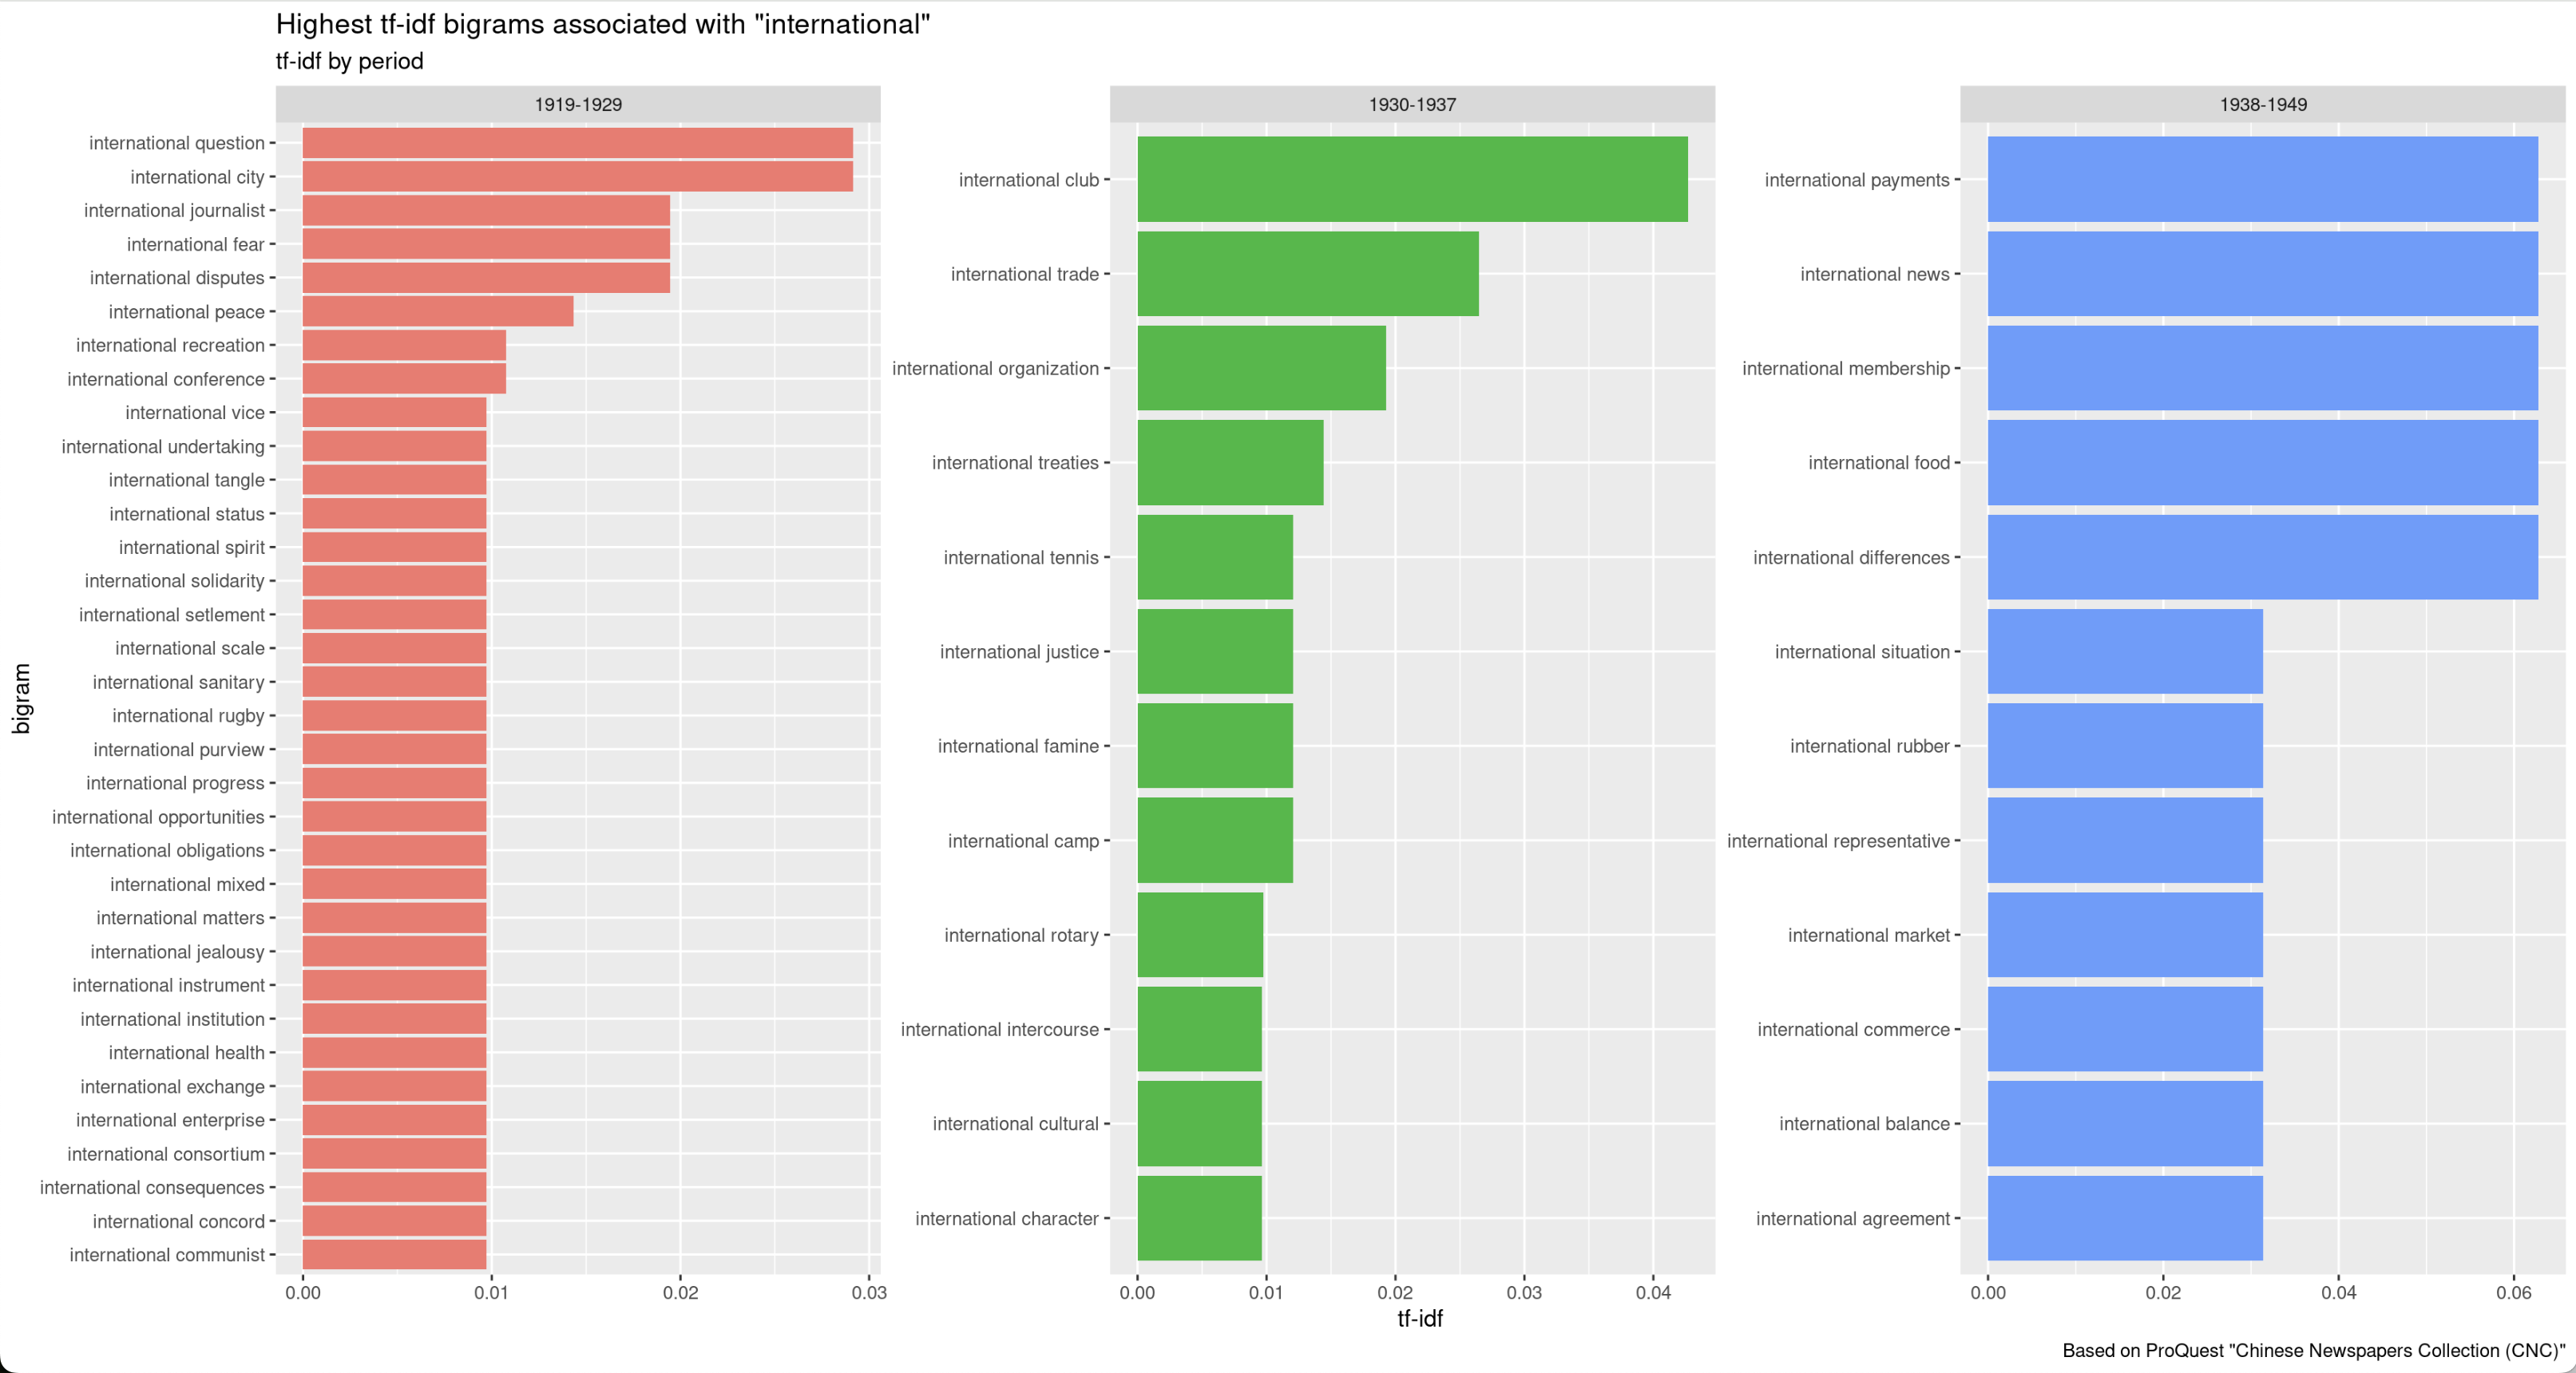 Highest tf-idf bigrams associated with "international"
tf-idf by period
1919-1929
international question
international city
international journalist
international fear
international disputes
international peace
international recreation
international conference
international vice
international undertaking
international tangle
international status
international spirit
international solidarity
international setlement
international scale
international sanitary
international rugby
international purview
international progress
international opportunities
international obligations
international mixed
international matters
international jealousy
international instrument
international institution
international health
international exchange
international enterprise
international consortium
international consequences
international concord
international communist
0.00 0.01 0.02 0.03
1930-1937
international club
international trade
international organization
international treaties
international tennis
international justice
international famine
international camp
international rotary
international intercourse
international cultural
international character
0.00 0.01 0.02 0.03 0.04
1938-1949
international payments
international news
international membership
international food
international differences
international situation
international rubber
international representative
international market
international commerce
international balance
international agreement
0.00 0.02 0.04 0.06
bigram
tf-idf
Based on ProQuest "Chinese Newspapers Collection (CNC)"